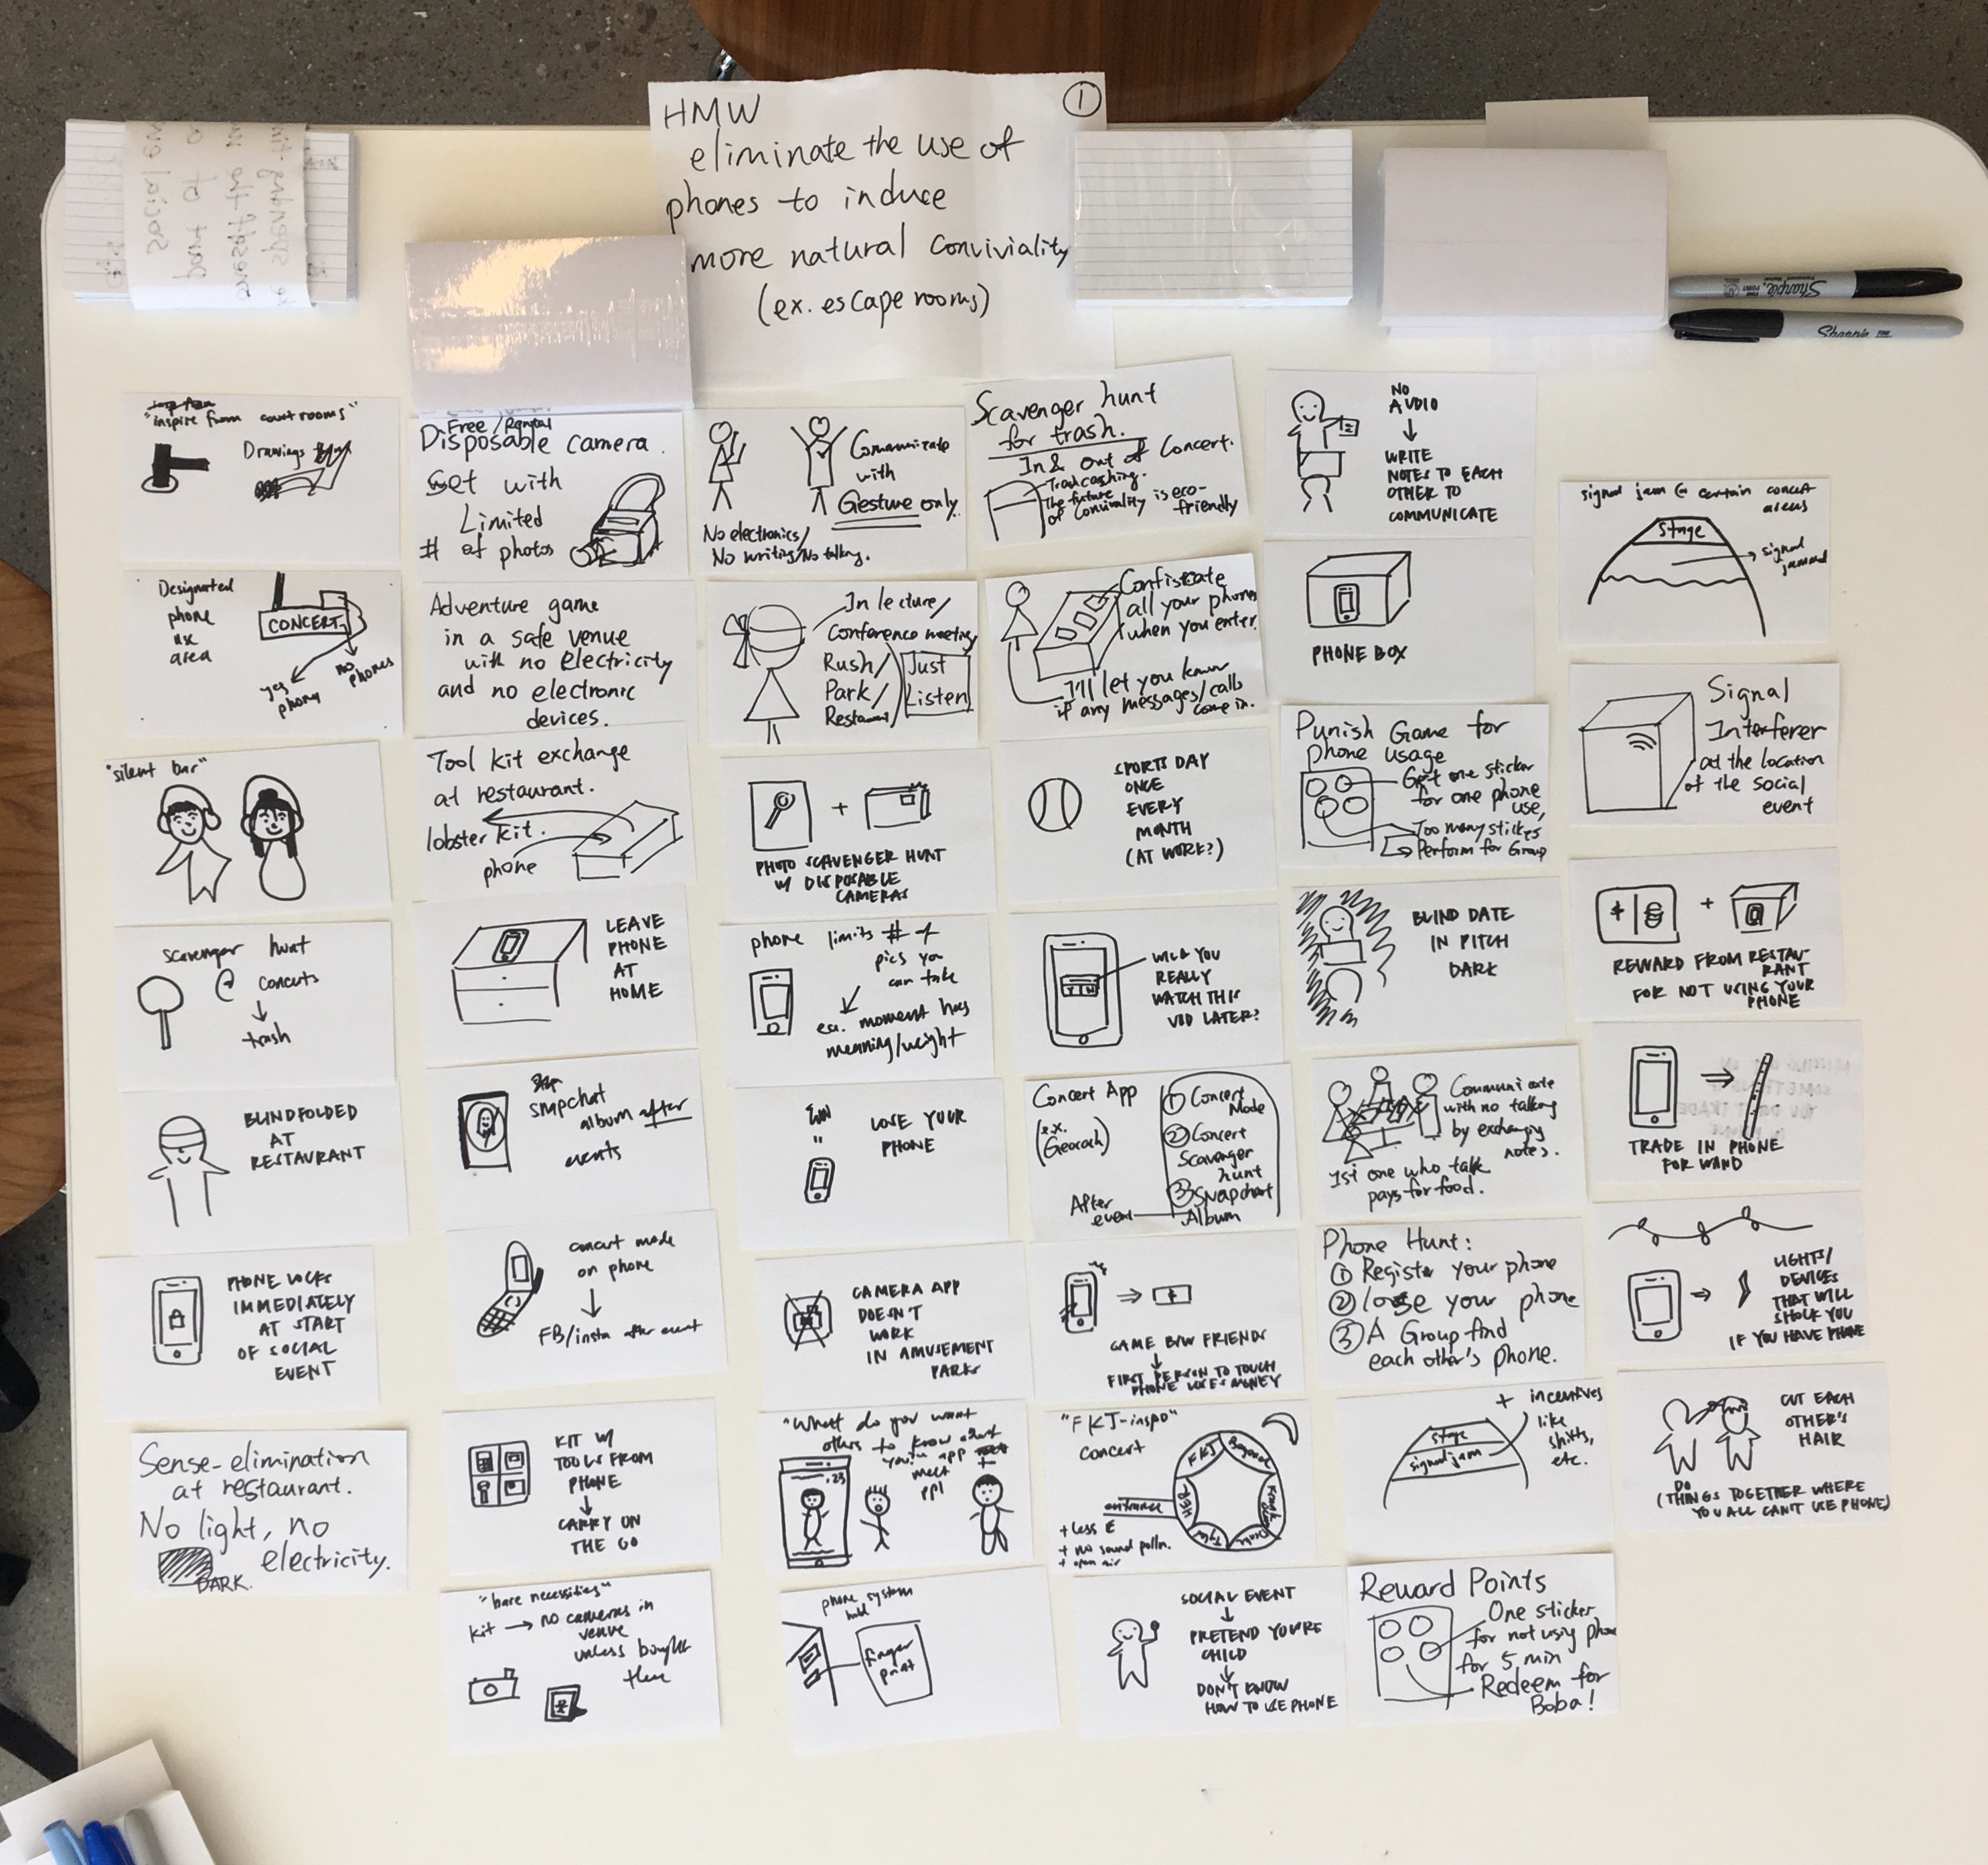 HMW
①
eliminate the use of
phones to induce
more natural conviviality
(ex. escape rooms)
Social
part of
oneself the
spending
Sharpie
Sharpie
"inspire from court rooms"
Drawings
Designated
phone
use
area
CONCERT
yes
phone
no
phones
"silent bar"
scavenger hunt
@ concerts
trash
BLINDFOLDED
AT
RESTAURANT
PHONE LOCKS
IMMEDIATELY
AT START
OF SOCIAL
EVENT
Sense-elimination
at restaurant.
No light, no
electricity.
DARK.
Free/Rental
Disposable camera.
Set with
Limited
# of photos
Adventure game
in a safe venue
with no electricity
and no electronic
devices.
Tool kit exchange
at restaurant.
lobster kit.
phone
LEAVE
PHONE
AT
HOME
snapchat
album after
events
concert mode
on phone
FB/insta after event
KIT W/
TOOLS FROM
PHONE
CARRY ON
THE GO
"bare necessities"
kit → no cameras in
venue
unless bought
there
Communicate
with
Gesture only.
No electronics/
No writing/No talking.
In lecture/
Conference meeting
Rush/
Park/
Restaurant
Just
Listen
+
PHOTO SCAVENGER HUNT
W/ DISPOSABLE
CAMERAS
phone limits # of
pics you
can take
esc. moment has
meaning/weight
LOSE YOUR
PHONE
CAMERA APP
DOESN'T
WORK
IN AMUSEMENT
PARKS
"What do you want
others to know about
you" app
meet
ppl
phone system
hold
finger
print
Scavenger hunt
for trash.
In & out of Concert.
Trashcaching.
The future
of Conviviality is eco-
friendly
Confiscate
all your phones
when you enter.
I'll let you know
if any messages/calls
come in.
SPORTS DAY
ONCE
EVERY
MONTH
(AT WORK?)
WILL YOU
REALLY
WATCH THIS
VID LATER?
Y N
Concert App
(ex.
Geocach)
① Concert
Mode
② Concert
Scavenger
hunt
③ Snapchat
Album
After
event
GAME B/W FRIENDS
FIRST PERSON TO TOUCH
PHONE LOSES MONEY
"FKJ-inspo"
concert
FKJ
entrance
+ less E
+ no sound polln.
+ open air
SOCIAL EVENT
PRETEND YOU'RE
CHILD
DON'T KNOW
HOW TO USE PHONE
NO
AUDIO
WRITE
NOTES TO EACH
OTHER TO
COMMUNICATE
PHONE BOX
Punish Game for
phone usage
Get one sticker
for one phone
use,
Too many stickers
Perform for Group
BLIND DATE
IN PITCH
DARK
Communicate
with no talking
by exchanging
notes.
1st one who talk
pays for food.
Phone Hunt:
① Register your phone
② lose your phone
③ A Group find
each other's phone.
+ incentives
like
shirts,
etc.
stage
signal jam
Reward Points
One sticker
for not using phone
for 5 min
Redeem for
Boba!
signal jam @ certain concert
areas
stage
signal
jammed
Signal
Interferer
at the location
of the social
event
+
REWARD FROM RESTAU-
RANT
FOR NOT USING YOUR
PHONE
TRADE IN PHONE
FOR WAND
LIGHTS/
DEVICES
THAT WILL
SHOCK YOU
IF YOU HAVE PHONE
CUT EACH
OTHER'S
HAIR
DO
(THINGS TOGETHER WHERE
YOU ALL CAN'T USE PHONE)